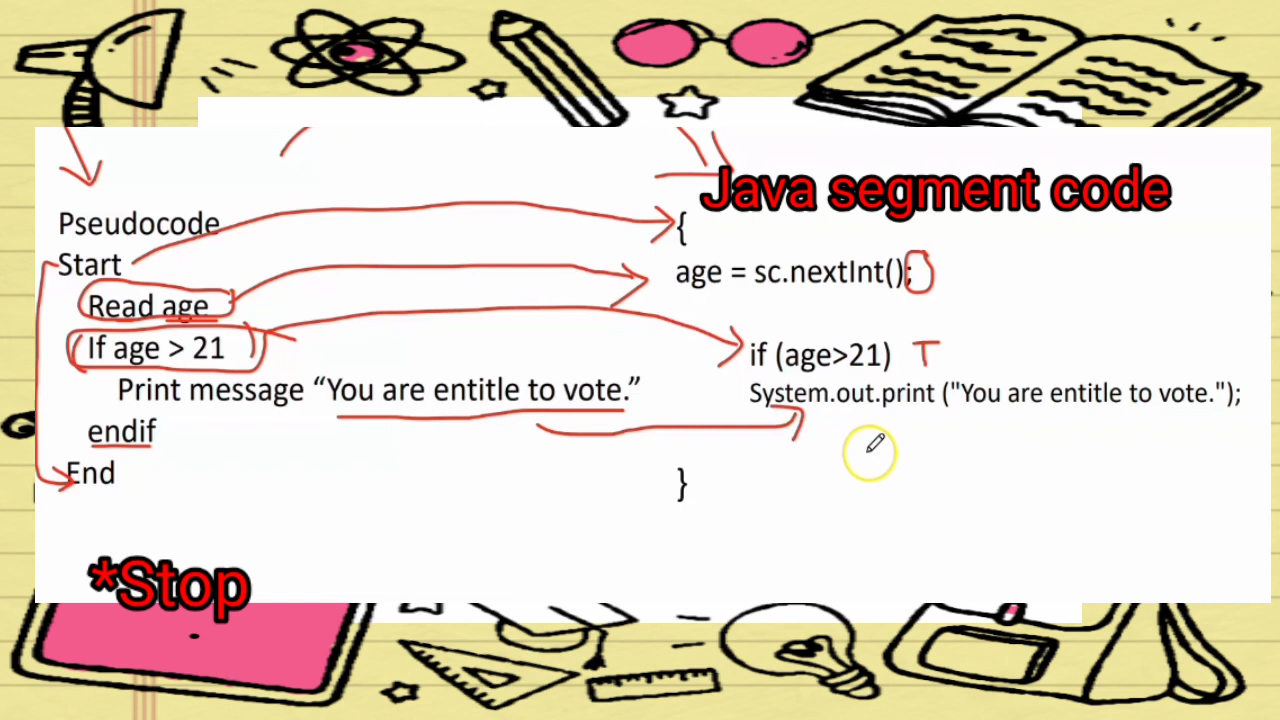 Java segment code
Pseudocode
Start
Read age
If age > 21
Print message “You are entitle to vote.”
endif
End
{
age = sc.nextInt();
if (age>21) T
System.out.print ("You are entitle to vote.");
}
*Stop